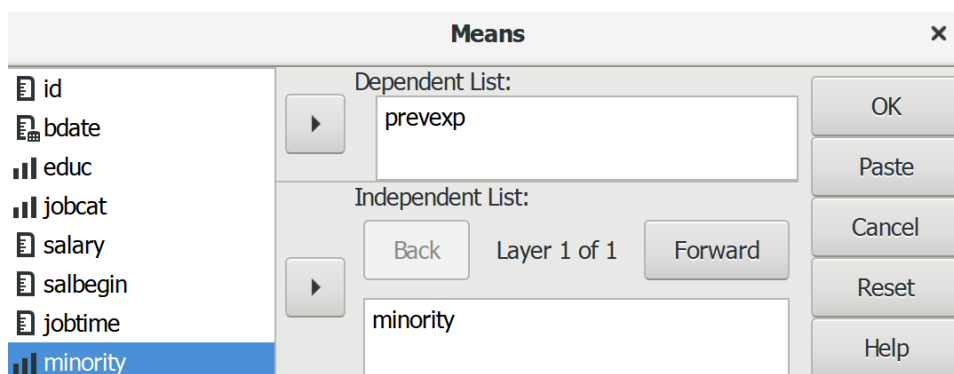 Means
id
bdate
educ
jobcat
salary
salbegin
jobtime
minority
Dependent List:
prevexp
Independent List:
Back Layer 1 of 1 Forward
minority
OK
Paste
Cancel
Reset
Help